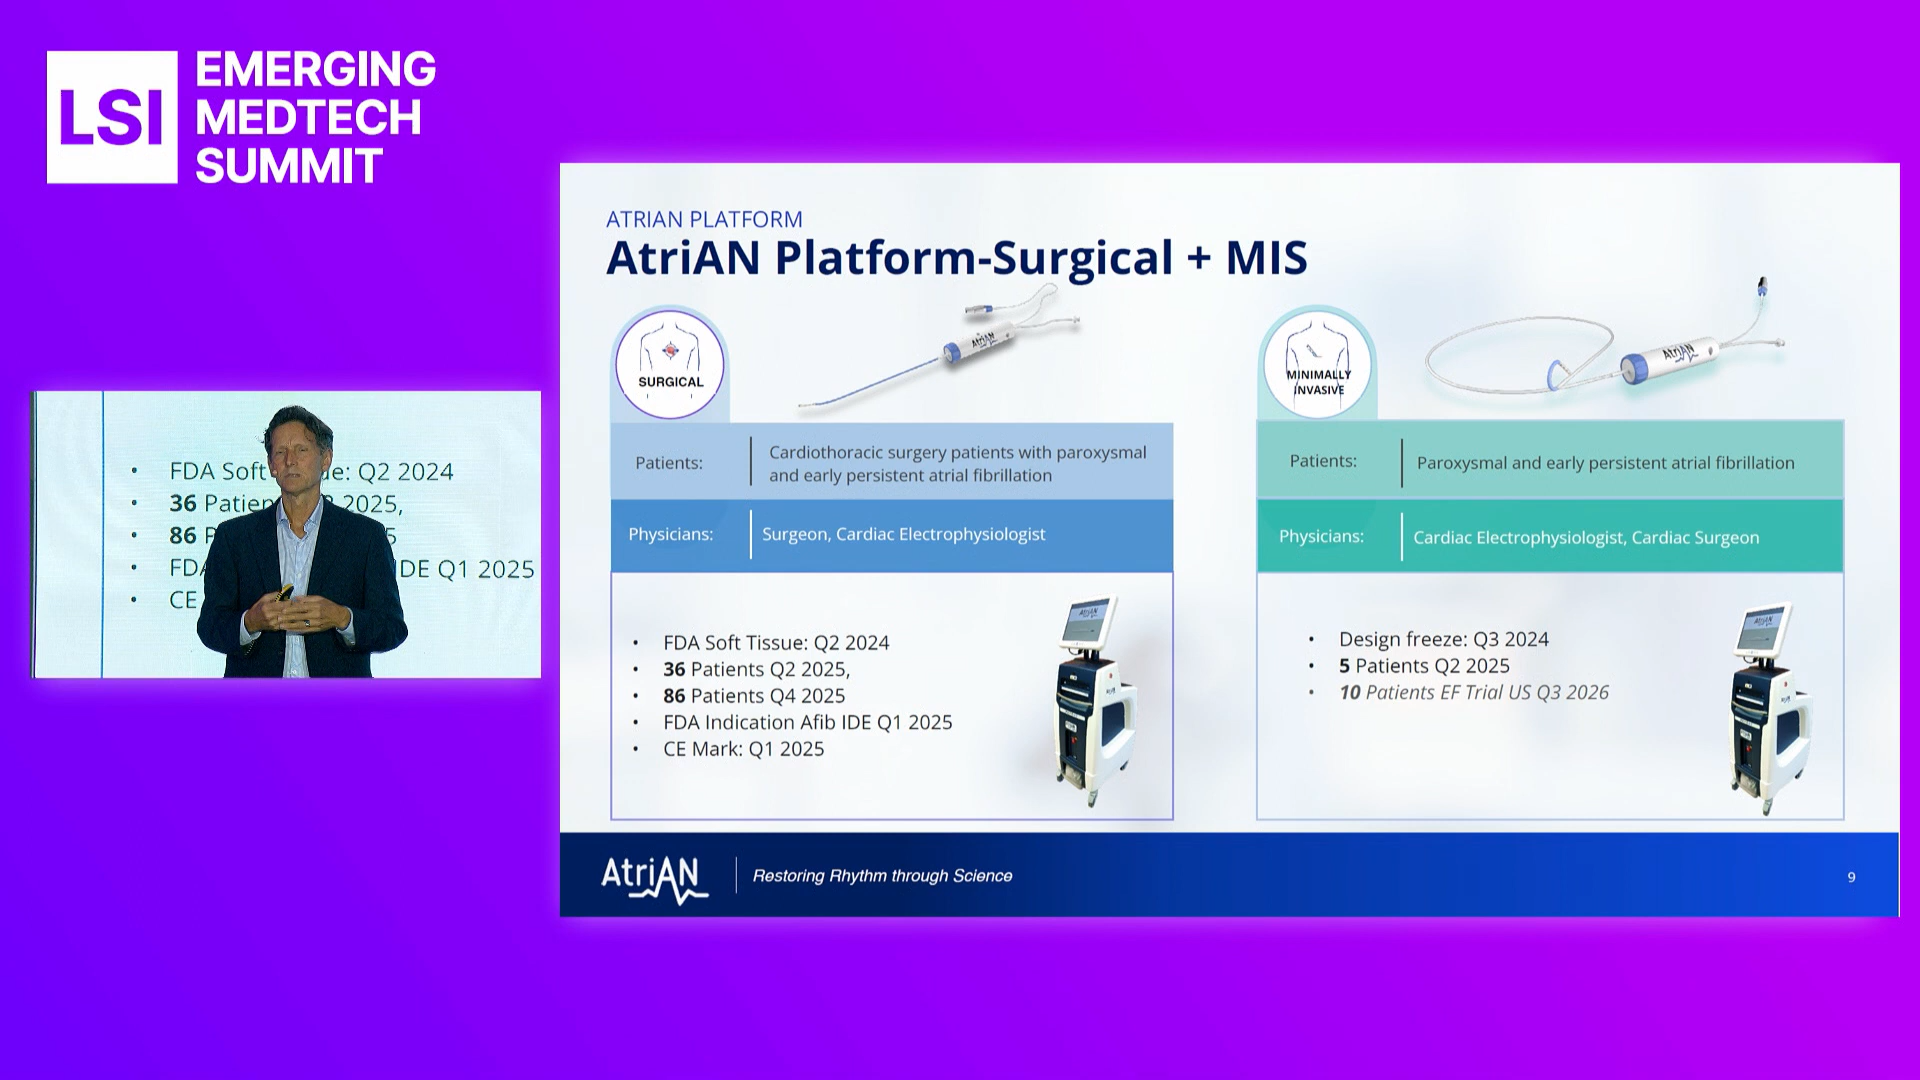 LSI
EMERGING
MEDTECH
SUMMIT
ATRIAN PLATFORM
AtriAN Platform-Surgical + MIS
SURGICAL
AtriAN
Patients:
Cardiothoracic surgery patients with paroxysmal
and early persistent atrial fibrillation
Physicians:
Surgeon, Cardiac Electrophysiologist
• FDA Soft Tissue: Q2 2024
• 36 Patients Q2 2025,
• 86 Patients Q4 2025
• FDA Indication Afib IDE Q1 2025
• CE Mark: Q1 2025
MINIMALLY
INVASIVE
AtriAN
Patients:
Paroxysmal and early persistent atrial fibrillation
Physicians:
Cardiac Electrophysiologist, Cardiac Surgeon
• Design freeze: Q3 2024
• 5 Patients Q2 2025
• 10 Patients EF Trial US Q3 2026
AtriAN
Restoring Rhythm through Science
9
• FDA Soft e: Q2 2024
• 36 Patien 2025,
• 86 P 5
• FDA DE Q1 2025
• CE